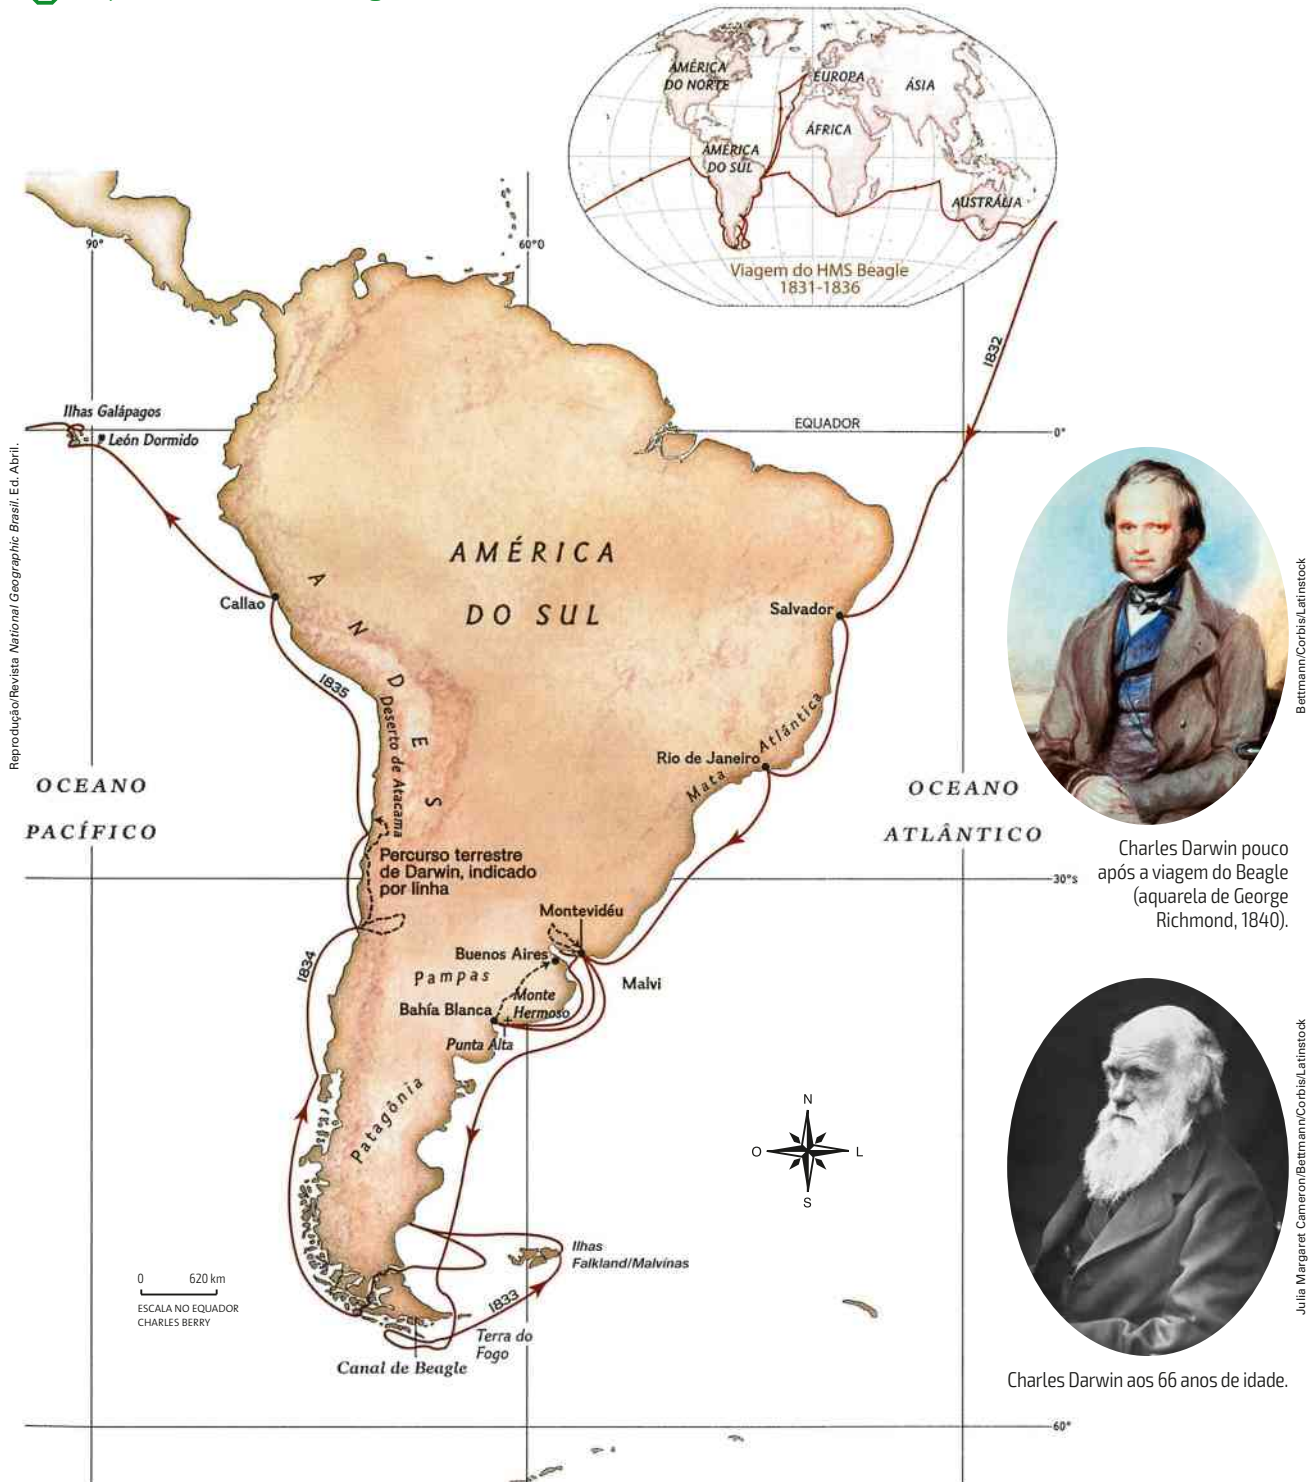 AMÉRICA
DO NORTE
EUROPA
ÁSIA
ÁFRICA
AMÉRICA
DO SUL
AUSTRÁLIA
Viagem do HMS Beagle
1831-1836
90°
60°0
1832
Ilhas Galápagos
León Dormido
EQUADOR
0°
AMÉRICA
DO SUL
ANDES
Callao
Salvador
1835
Deserto de Atacama
Mata Atlântica
Rio de Janeiro
OCEANO
PACÍFICO
OCEANO
ATLÂNTICO
Percurso terrestre
de Darwin, indicado
por linha
30°s
Montevidéu
Buenos Aires
Pampas
Malvi
1834
Monte
Hermoso
Bahía Blanca
Punta Alta
Patagônia
N
O
L
S
Ilhas
Falkland/Malvinas
1833
0 620 km
ESCALA NO EQUADOR
CHARLES BERRY
Terra do
Fogo
Canal de Beagle
60°
Reprodução/Revista National Geographic Brasil. Ed. Abril.
Bettmann/Corbis/Latinstock
Charles Darwin pouco
após a viagem do Beagle
(aquarela de George
Richmond, 1840).
Julia Margaret Cameron/Bettmann/Corbis/Latinstock
Charles Darwin aos 66 anos de idade.